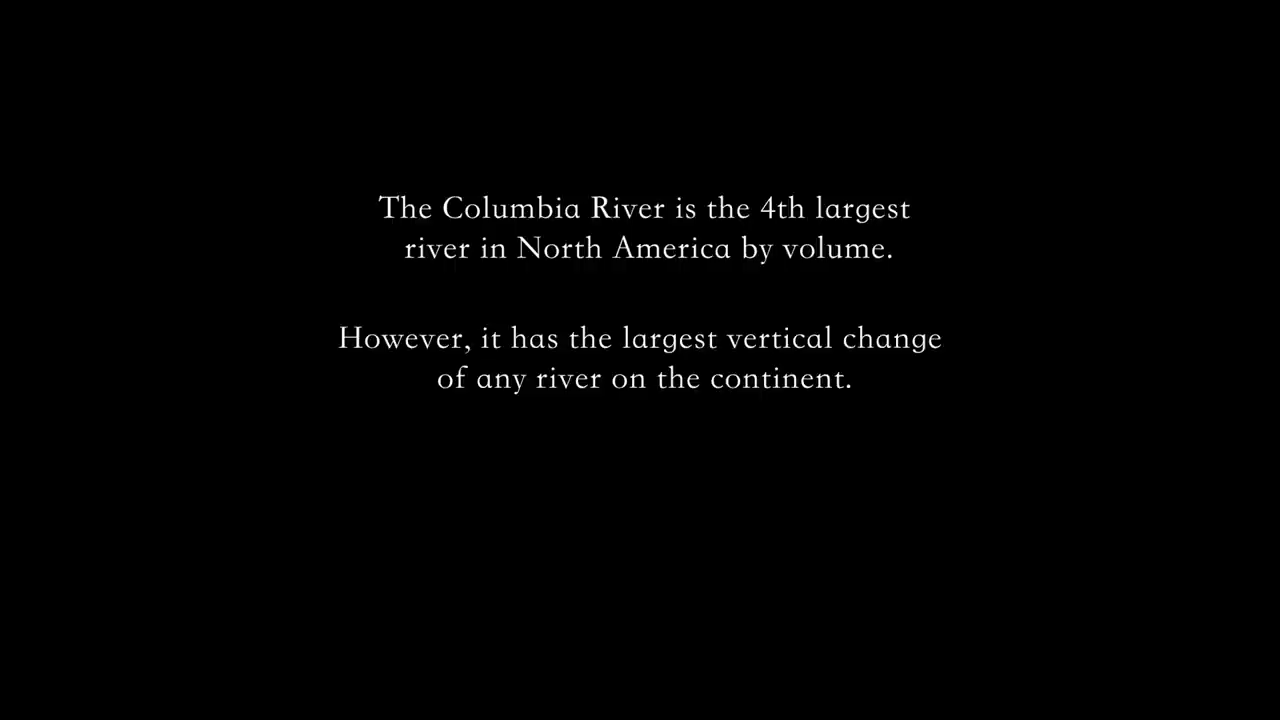 The Columbia River is the 4th largest
river in North America by volume.
However, it has the largest vertical change
of any river on the continent.